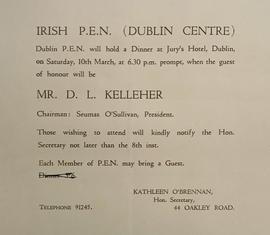 IRISH P.E.N. (DUBLIN CENTRE)
Dublin P.E.N. will hold a Dinner at Jury's Hotel, Dublin,
on Saturday, 10th March, at 6.30 p.m. prompt, when the guest
of honour will be
MR. D. L. KELLEHER
Chairman: Seumas O'Sullivan, President.
Those wishing to attend will kindly notify the Hon.
Secretary not later than the 8th inst.
Each Member of P.E.N. may bring a Guest.
KATHLEEN O'BRENNAN,
Hon. Secretary,
TELEPHONE 91245.
44 OAKLEY ROAD.